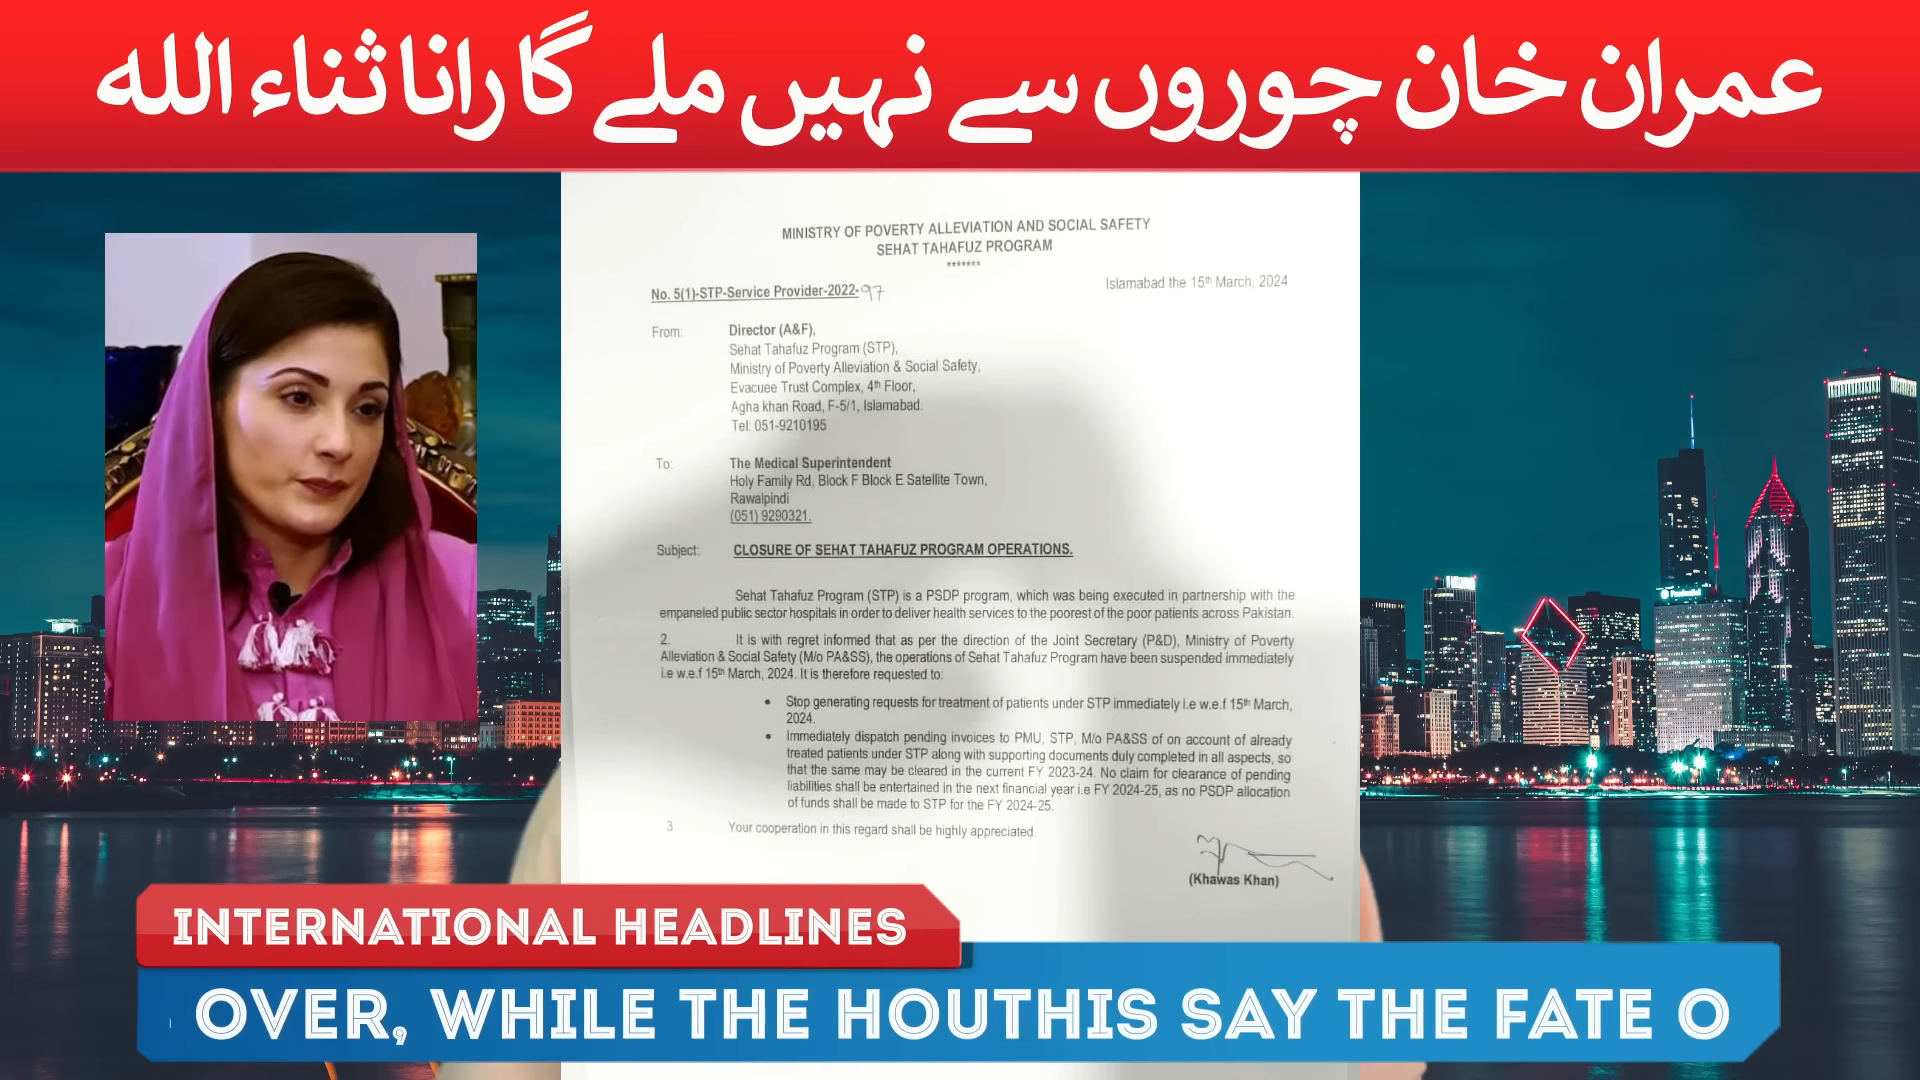 عمران خان چوروں سے نہیں ملے گا رانا ثناء الله
MINISTRY OF POVERTY ALLEVIATION AND SOCIAL SAFETY
SEHAT TAHAFUZ PROGRAM
*******
No. 5(1)-STP-Service Provider-2022-97
Islamabad the 15th March, 2024
From:
Director (A&F),
Sehat Tahafuz Program (STP),
Ministry of Poverty Alleviation & Social Safety,
Evacuee Trust Complex, 4th Floor,
Agha khan Road, F-5/1, Islamabad.
Tel: 051-9210195
To:
The Medical Superintendent
Holy Family Rd, Block F Block E Satellite Town,
Rawalpindi
(051) 9290321.
Subject:
CLOSURE OF SEHAT TAHAFUZ PROGRAM OPERATIONS.
Sehat Tahafuz Program (STP) is a PSDP program, which was being executed in partnership with the
empaneled public sector hospitals in order to deliver health services to the poorest of the poor patients across Pakistan.
2. It is with regret informed that as per the direction of the Joint Secretary (P&D), Ministry of Poverty
Alleviation & Social Safety (M/o PA&SS), the operations of Sehat Tahafuz Program have been suspended immediately
i.e w.e.f 15th March, 2024. It is therefore requested to:
• Stop generating requests for treatment of patients under STP immediately i.e w.e.f 15th March,
2024.
• Immediately dispatch pending invoices to PMU, STP, M/o PA&SS of on account of already
treated patients under STP along with supporting documents duly completed in all aspects, so
that the same may be cleared in the current FY 2023-24. No claim for clearance of pending
liabilities shall be entertained in the next financial year i.e FY 2024-25, as no PSDP allocation
of funds shall be made to STP for the FY 2024-25.
3. Your cooperation in this regard shall be highly appreciated.
(Khawas Khan)
Prudential
INTERNATIONAL HEADLINES
OVER, WHILE THE HOUTHIS SAY THE FATE O